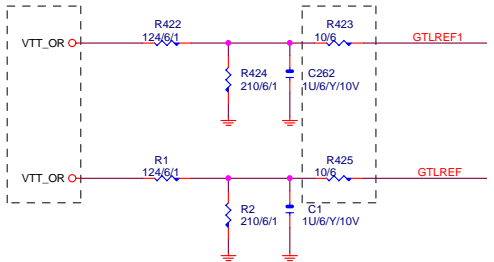 R422
124/6/1
R423
10/6
VTT_OR
GTLREF1
R424
210/6/1
C262
1U/6/Y/10V
R1
124/6/1
R425
10/6
VTT_OR
GTLREF
R2
210/6/1
C1
1U/6/Y/10V